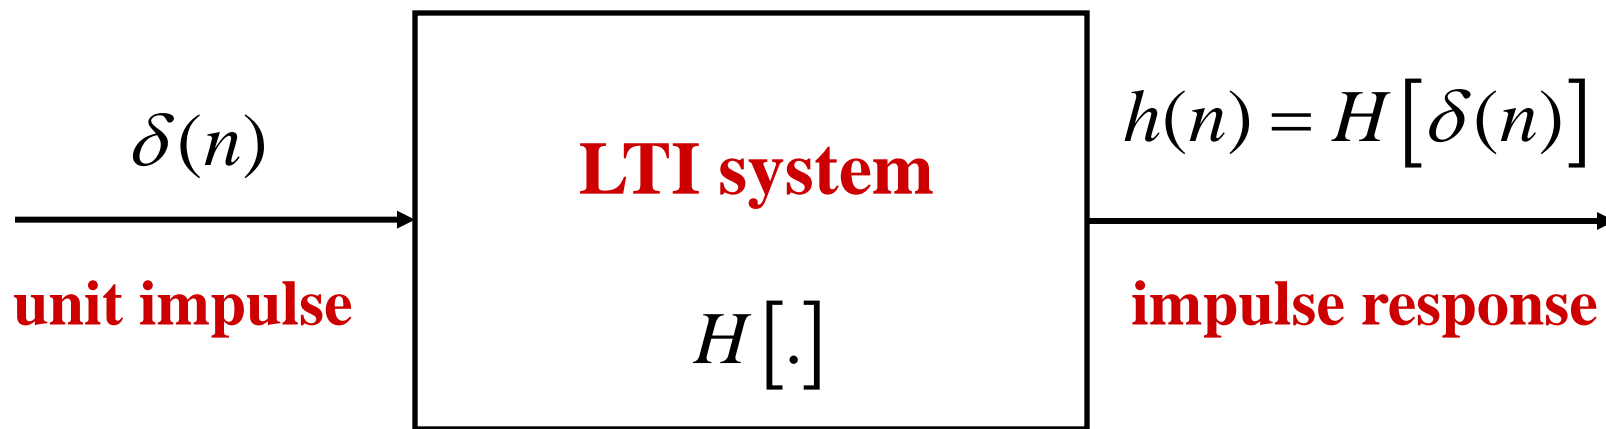 δ(n)
unit impulse
LTI system
H[.]
h(n) = H[δ(n)]
impulse response